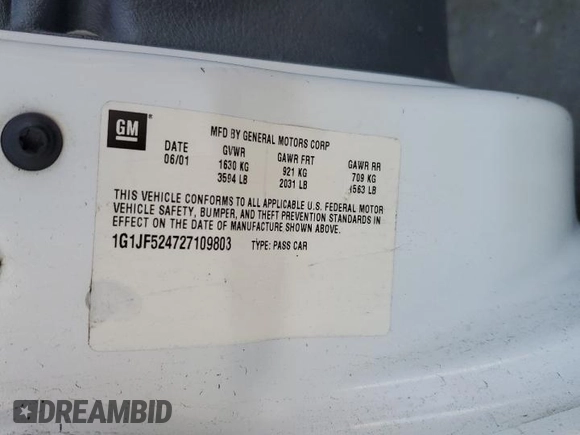 GM
MFD BY GENERAL MOTORS CORP
DATE GVWR GAWR FRT GAWR RR
06/01 1630 KG 921 KG 709 KG
3594 LB 2031 LB 1563 LB
THIS VEHICLE CONFORMS TO ALL APPLICABLE U.S. FEDERAL MOTOR
VEHICLE SAFETY, BUMPER, AND THEFT PREVENTION STANDARDS IN
EFFECT ON THE DATE OF MANUFACTURE SHOWN ABOVE.
1G1JF524727109803 TYPE: PASS CAR
DREAMBID